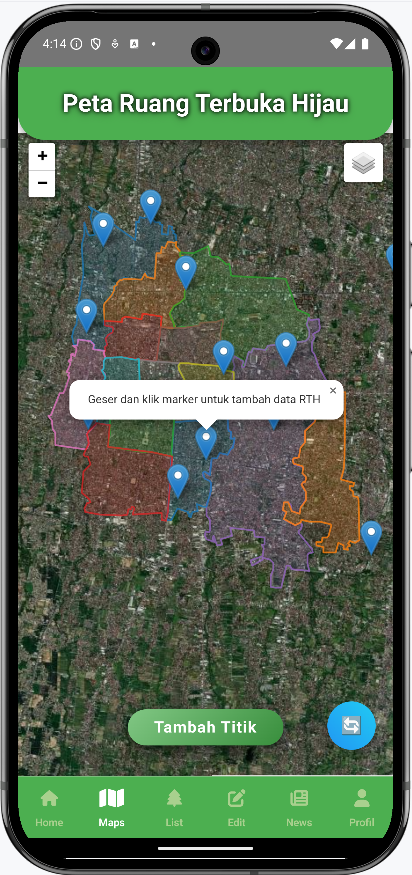 4:14
A
Peta Ruang Terbuka Hijau
+
−
×
Geser dan klik marker untuk tambah data RTH
Tambah Titik
Home Maps List Edit News Profil